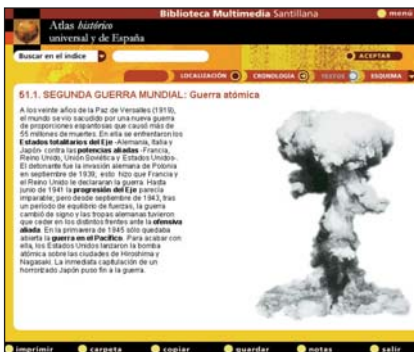 Biblioteca Multimedia Santillana
menú
Atlas histórico
universal y de España
Buscar en el índice
ACEPTAR
LOCALIZACIÓN
CRONOLOGÍA
TEXTOS
ESQUEMA
51.1. SEGUNDA GUERRA MUNDIAL: Guerra atómica
A los veinte años de la Paz de Versalles (1919),
el mundo se vio sacudido por una nueva guerra
de proporciones espantosas que causó más de
55 millones de muertes. En ella se enfrentaron los
Estados totalitarios del Eje -Alemania, Italia y
Japón- contra las potencias aliadas -Francia,
Reino Unido, Unión Soviética y Estados Unidos-.
El detonante fue la invasión alemana de Polonia
en septiembre de 1939; esto hizo que Francia y
el Reino Unido le declararan la guerra. Hasta
junio de 1941 la progresión del Eje parecía
imparable; pero desde septiembre de 1943, tras
un período de equilibrio de fuerzas, la guerra
cambió de signo y las tropas alemanas tuvieron
que ceder en los distintos frentes ante la ofensiva
aliada. En la primavera de 1945 sólo quedaba
abierta la guerra en el Pacífico. Para acabar con
ella, los Estados Unidos lanzaron la bomba
atómica sobre las ciudades de Hiroshima y
Nagasaki. La inmediata capitulación de un
horrorizado Japón puso fin a la guerra.
imprimir
carpeta
copiar
guardar
notas
salir